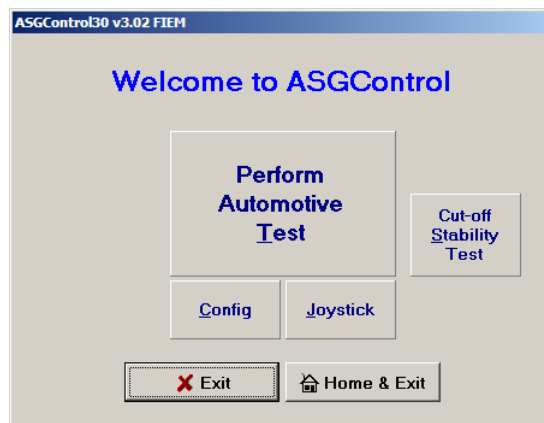 ASGControl30 v3.02 FIEM
Welcome to ASGControl
Perform
Automotive
Test
Cut-off
Stability
Test
Config
Joystick
Exit
Home & Exit